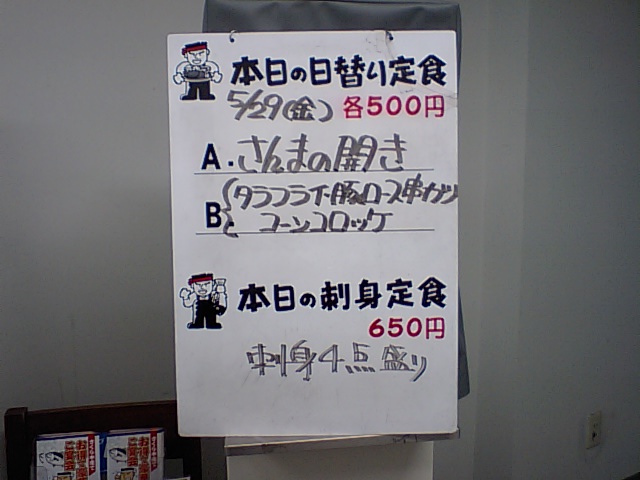 本日の日替り定食
5/29(金) 各500円
A. さんまの開き
B. タラフライ・豚ロース串カツ
コーンコロッケ
本日の刺身定食
650円
刺身4点盛り